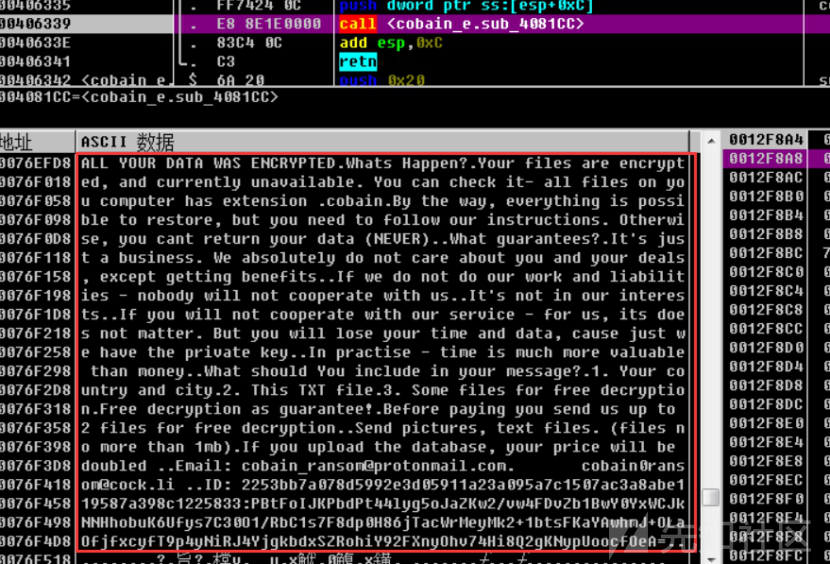 00406335 . FF7424 0C push dword ptr ss:[esp+0xC]
00406339 . E8 8E1E0000 call <cobain_e.sub_4081CC>
0040633E . 83C4 0C add esp,0xC
00406341 . C3 retn
00406342 <cobain_e. $ 6A 20 push 0x20
004081CC=<cobain_e.sub_4081CC>
地址 ASCII 数据
0076EFD8 ALL YOUR DATA WAS ENCRYPTED.Whats Happen?.Your files are encrypt
0076F018 ed, and currently unavailable. You can check it- all files on yo
0076F058 u computer has extension .cobain.By the way, everything is possi
0076F098 ble to restore, but you need to follow our instructions. Otherwi
0076F0D8 se, you cant return your data (NEVER)..What guarantees?.It's jus
0076F118 t a business. We absolutely do not care about you and your deals
0076F158 , except getting benefits..If we do not do our work and liabilit
0076F198 ies - nobody will not cooperate with us..It's not in our interes
0076F1D8 ts..If you will not cooperate with our service - for us, its doe
0076F218 s not matter. But you will lose your time and data, cause just w
0076F258 e have the private key..In practise - time is much more valuable
0076F298 than money..What should You include in your message?.1. Your co
0076F2D8 untry and city.2. This TXT file.3. Some files for free decryptio
0076F318 n.Free decryption as guarantee!.Before paying you send us up to
0076F358 2 files for free decryption..Send pictures, text files. (files n
0076F398 o more than 1mb).If you upload the database, your price will be
0076F3D8 doubled ..Email: cobain_ransom@protonmail.com. cobain0rans
0076F418 om@cock.li ..ID: 2253bb7a078d5992e3d05911a23a095a7c1507ac3a8abe1
0076F458 19587a398c1225833:PBtFoIJKPbdPt44lyg5oJaZKw2/vw4FDvZb1BwY0YxWCJk
0076F498
0076F4D8
0076F518
0012F8A4
0012F8A8
0012F8AC
0012F8B0
0012F8B4
0012F8B8
0012F8BC
0012F8C0
0012F8C4
0012F8C8
0012F8CC
0012F8D0
0012F8D4
0012F8D8
0012F8DC
0012F8E0
0012F8E4
0012F8E8
0012F8EC
0012F8F0
0012F8F4
0012F8F8
0012F8FC
先知社区